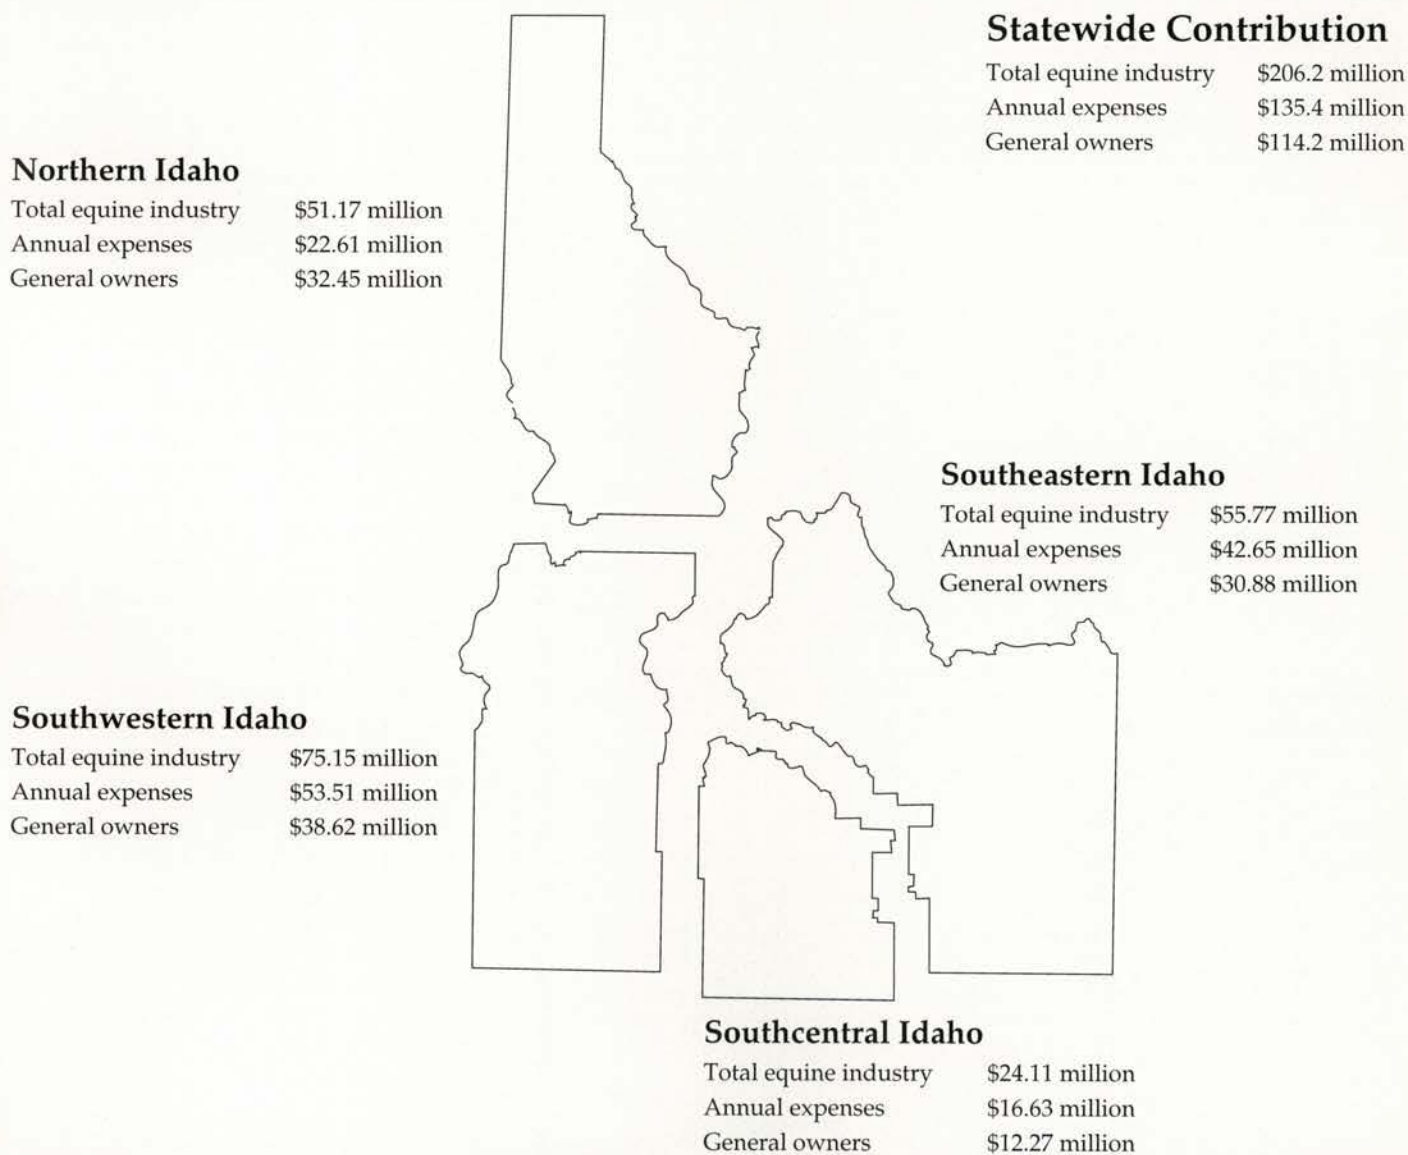 Statewide Contribution
Total equine industry $206.2 million
Annual expenses $135.4 million
General owners $114.2 million
Northern Idaho
Total equine industry $51.17 million
Annual expenses $22.61 million
General owners $32.45 million
Southeastern Idaho
Total equine industry $55.77 million
Annual expenses $42.65 million
General owners $30.88 million
Southwestern Idaho
Total equine industry $75.15 million
Annual expenses $53.51 million
General owners $38.62 million
Southcentral Idaho
Total equine industry $24.11 million
Annual expenses $16.63 million
General owners $12.27 million